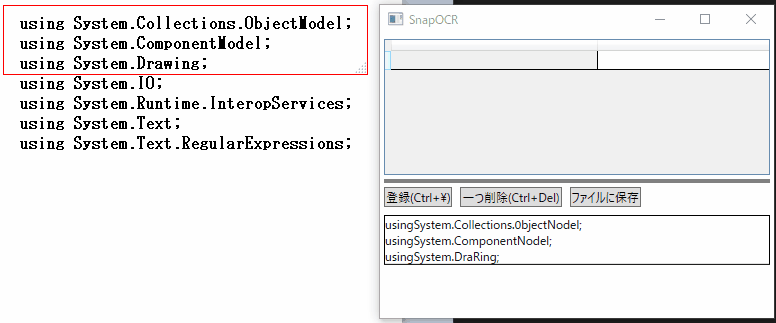 using System.Collections.ObjectModel;
using System.ComponentModel;
using System.Drawing;
using System.IO;
using System.Runtime.InteropServices;
using System.Text;
using System.Text.RegularExpressions;
SnapOCR
登録(Ctrl+¥) 一つ削除(Ctrl+Del) ファイルに保存
usingSystem.Collections.0bjectNodel;
usingSystem.ComponentNodel;
usingSystem.DraRing;